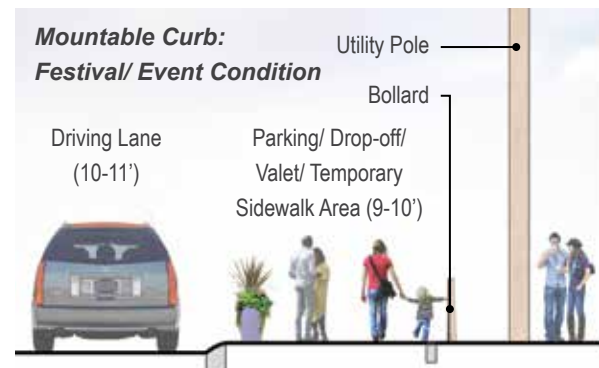 Mountable Curb:
Festival/ Event Condition
Utility Pole
Bollard
Driving Lane
(10-11’)
Parking/ Drop-off/
Valet/ Temporary
Sidewalk Area (9-10’)